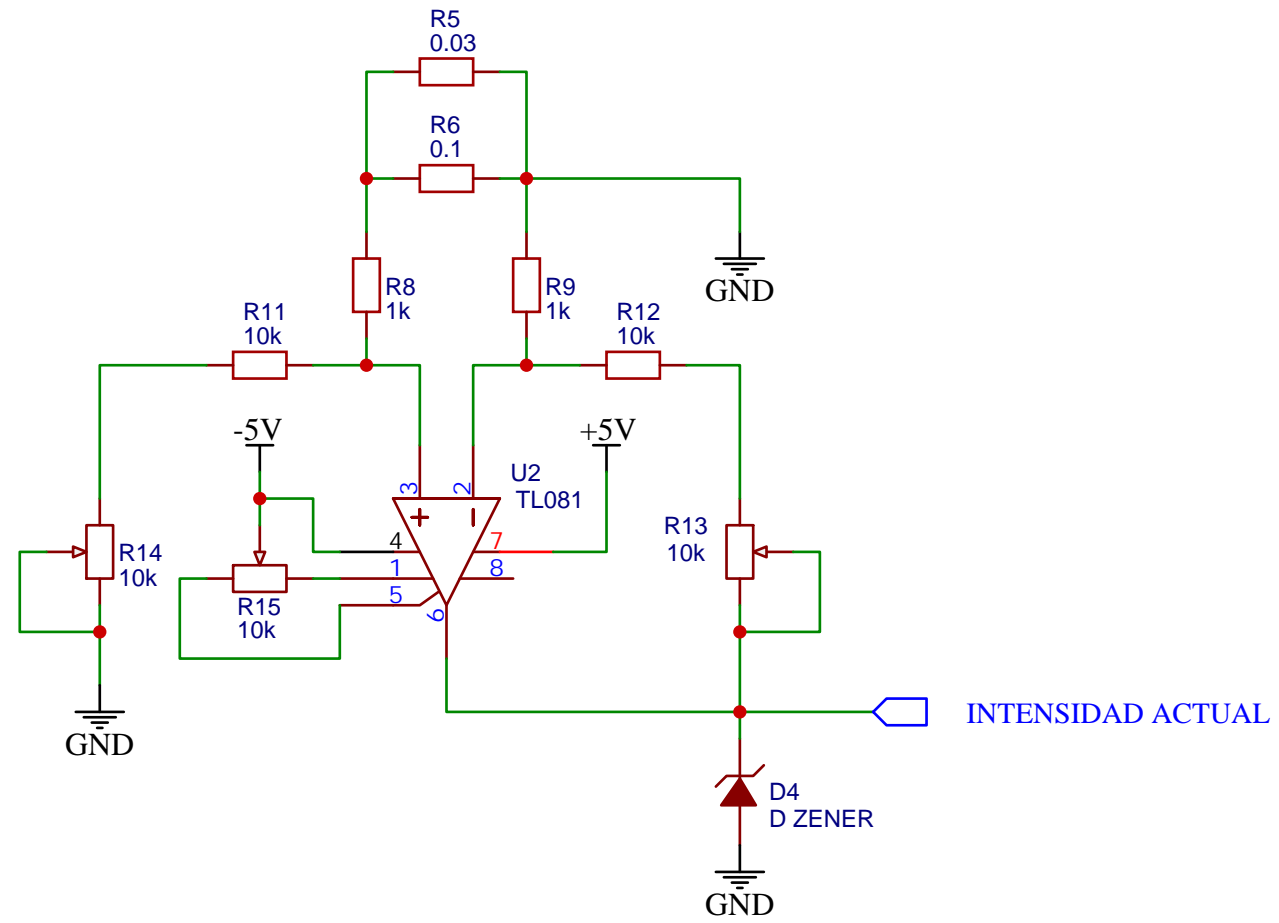 R5
0.03
R6
0.1
R8
1k
R9
1k
GND
R11
10k
R12
10k
-5V
+5V
U2
TL081
3
2
R14
10k
4
7
R13
10k
1
8
5
R15
10k
6
GND
INTENSIDAD ACTUAL
D4
D ZENER
GND